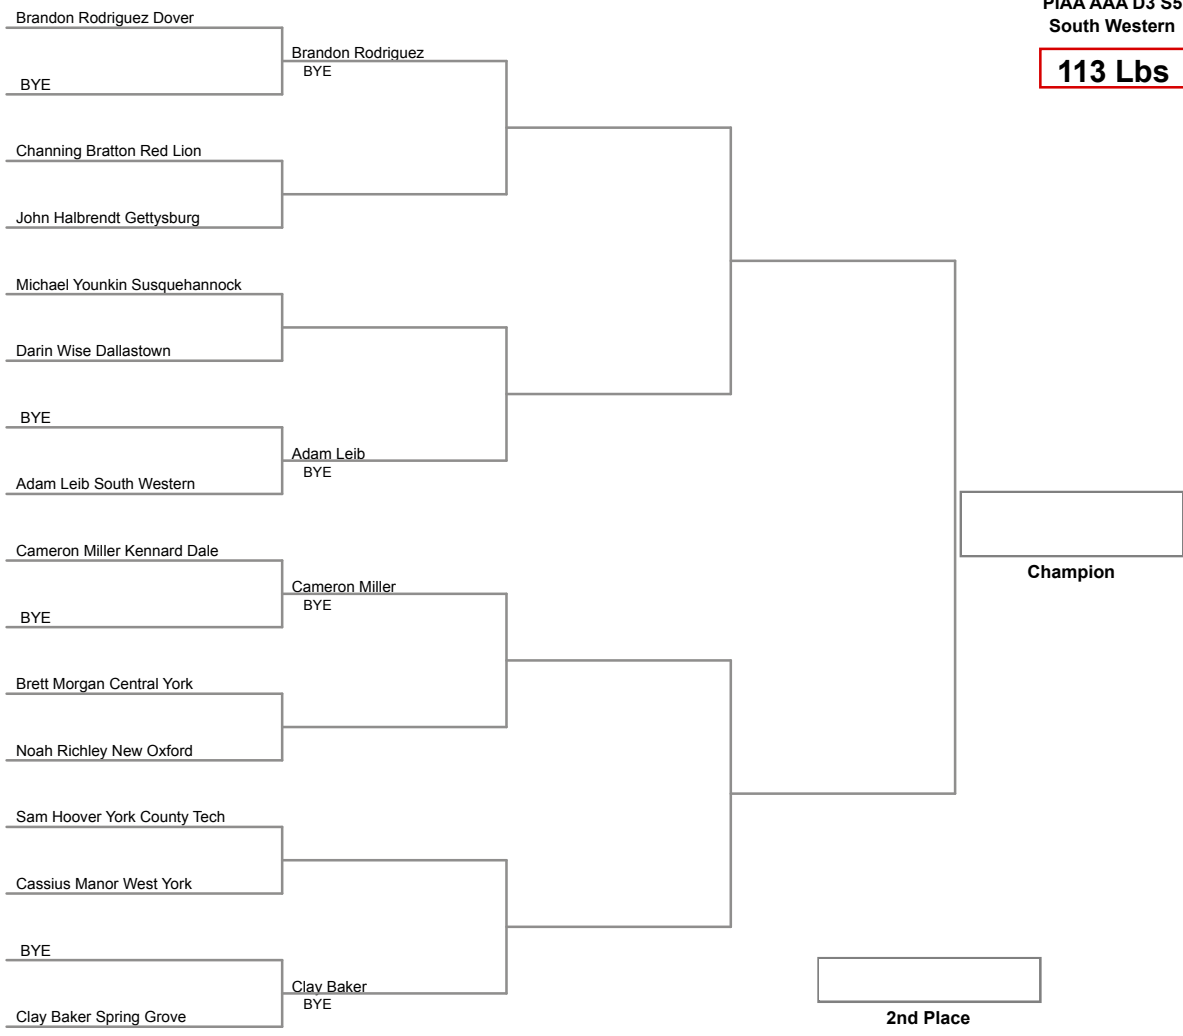 PIAA AAA D3 S5
South Western
113 Lbs
Brandon Rodriguez Dover
Brandon Rodriguez
BYE
BYE
Channing Bratton Red Lion
John Halbrendt Gettysburg
Michael Younkin Susquehannock
Darin Wise Dallastown
BYE
Adam Leib
BYE
Adam Leib South Western
Cameron Miller Kennard Dale
Cameron Miller
BYE
BYE
Brett Morgan Central York
Noah Richley New Oxford
Sam Hoover York County Tech
Cassius Manor West York
BYE
Clay Baker
BYE
Clay Baker Spring Grove
Champion
2nd Place